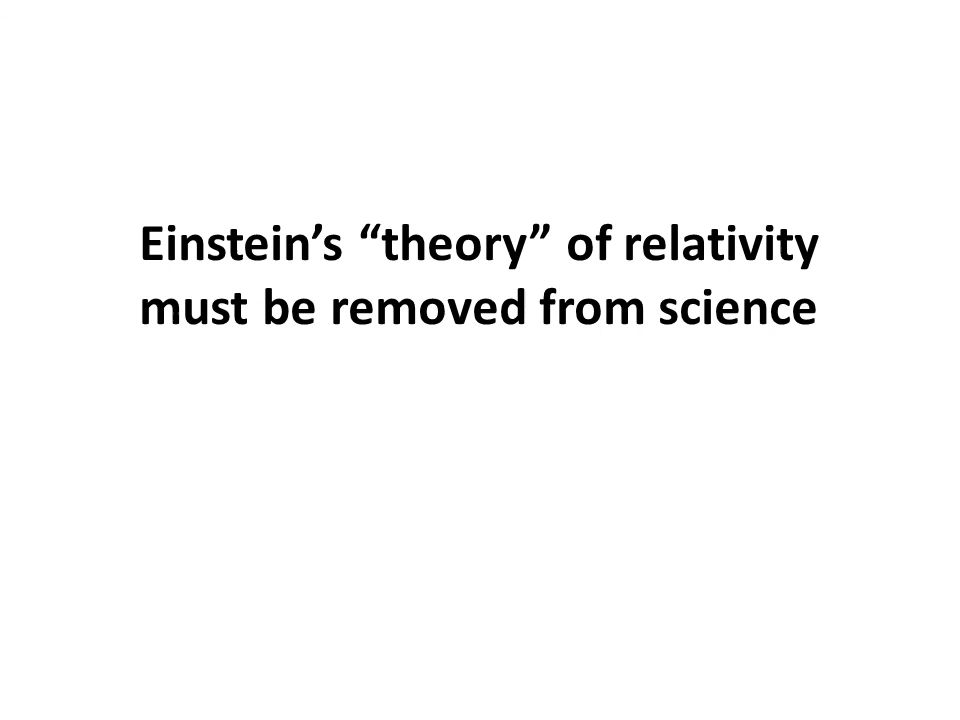 Einstein’s “theory” of relativity
must be removed from science